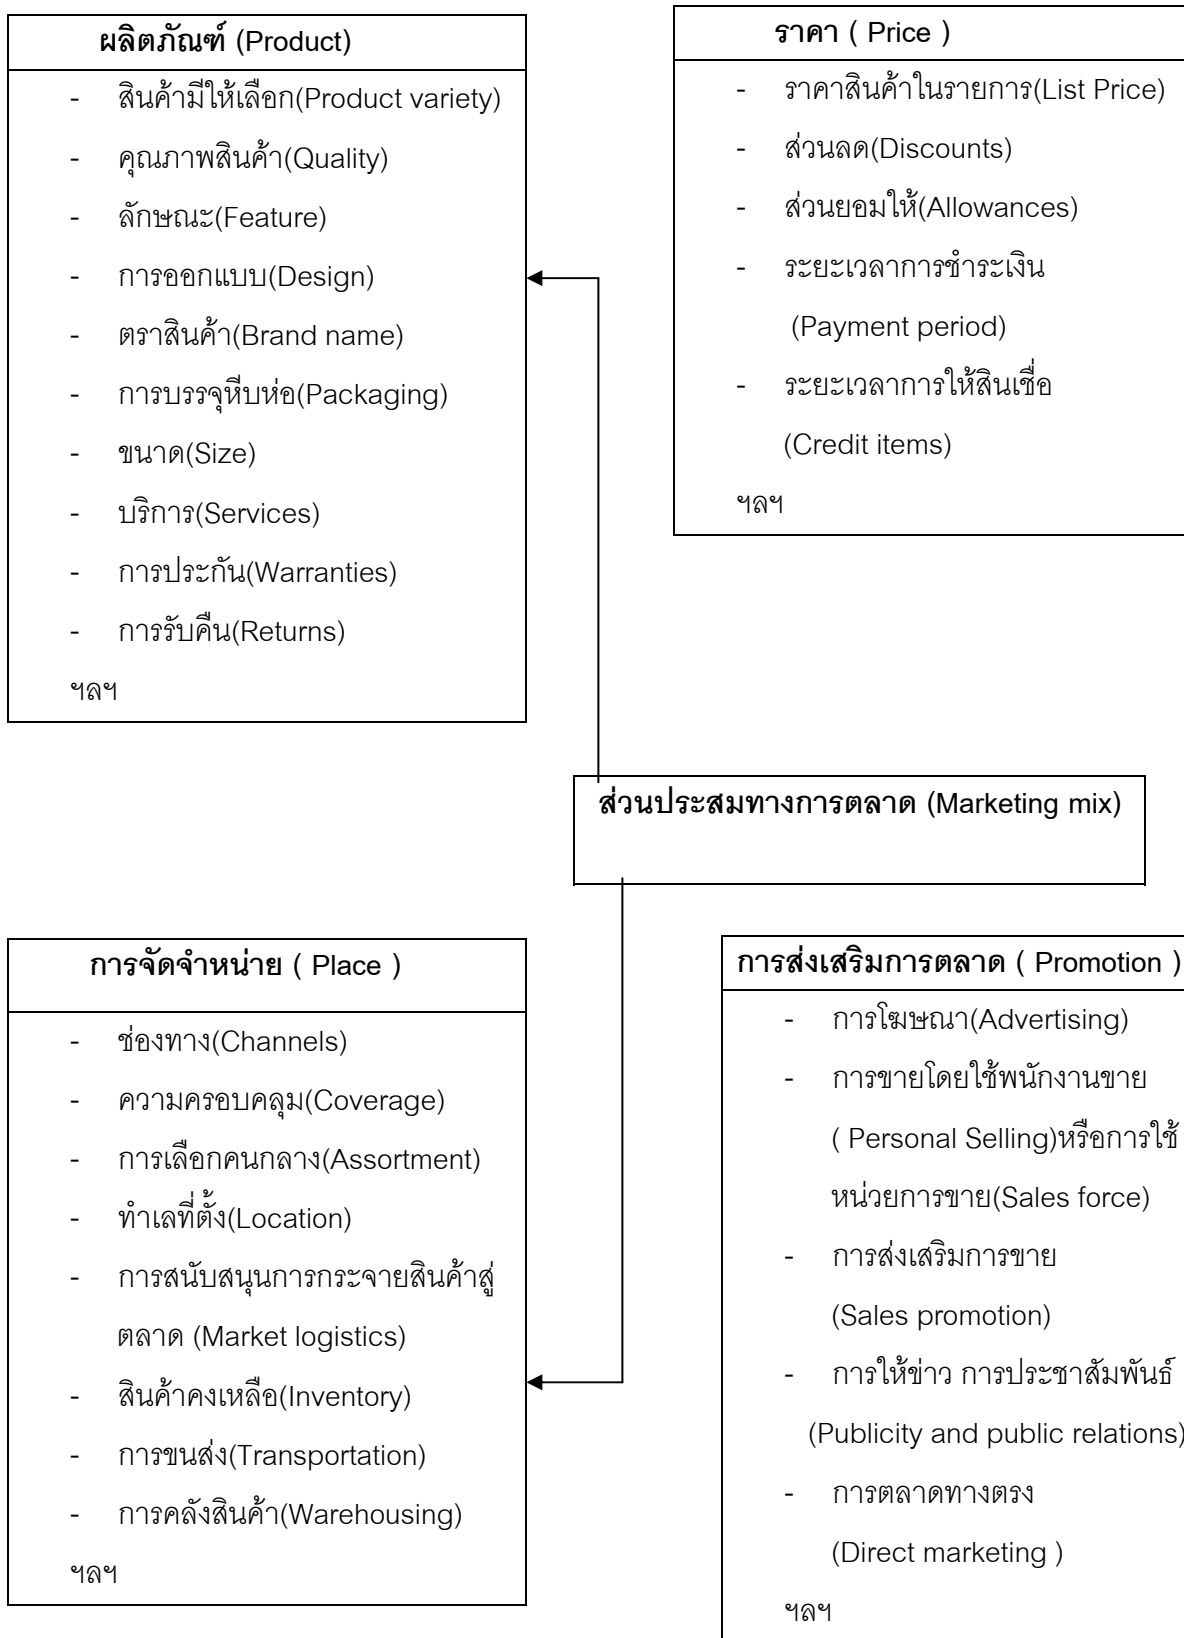 ผลิตภัณฑ์ (Product)
- สินค้ามีให้เลือก(Product variety)
- คุณภาพสินค้า(Quality)
- ลักษณะ(Feature)
- การออกแบบ(Design)
- ตราสินค้า(Brand name)
- การบรรจุหีบห่อ(Packaging)
- ขนาด(Size)
- บริการ(Services)
- การประกัน(Warranties)
- การรับคืน(Returns)
ฯลฯ
ราคา ( Price )
- ราคาสินค้าในรายการ(List Price)
- ส่วนลด(Discounts)
- ส่วนยอมให้(Allowances)
- ระยะเวลาการชำระเงิน
(Payment period)
- ระยะเวลาการให้สินเชื่อ
(Credit items)
ฯลฯ
ส่วนประสมทางการตลาด (Marketing mix)
การจัดจำหน่าย ( Place )
- ช่องทาง(Channels)
- ความครอบคลุม(Coverage)
- การเลือกคนกลาง(Assortment)
- ทำเลที่ตั้ง(Location)
- การสนับสนุนการกระจายสินค้าสู่
ตลาด (Market logistics)
- สินค้าคงเหลือ(Inventory)
- การขนส่ง(Transportation)
- การคลังสินค้า(Warehousing)
ฯลฯ
การส่งเสริมการตลาด ( Promotion )
- การโฆษณา(Advertising)
- การขายโดยใช้พนักงานขาย
( Personal Selling)หรือการใช้
หน่วยการขาย(Sales force)
- การส่งเสริมการขาย
(Sales promotion)
- การให้ข่าว การประชาสัมพันธ์
(Publicity and public relations)
- การตลาดทางตรง
(Direct marketing )
ฯลฯ